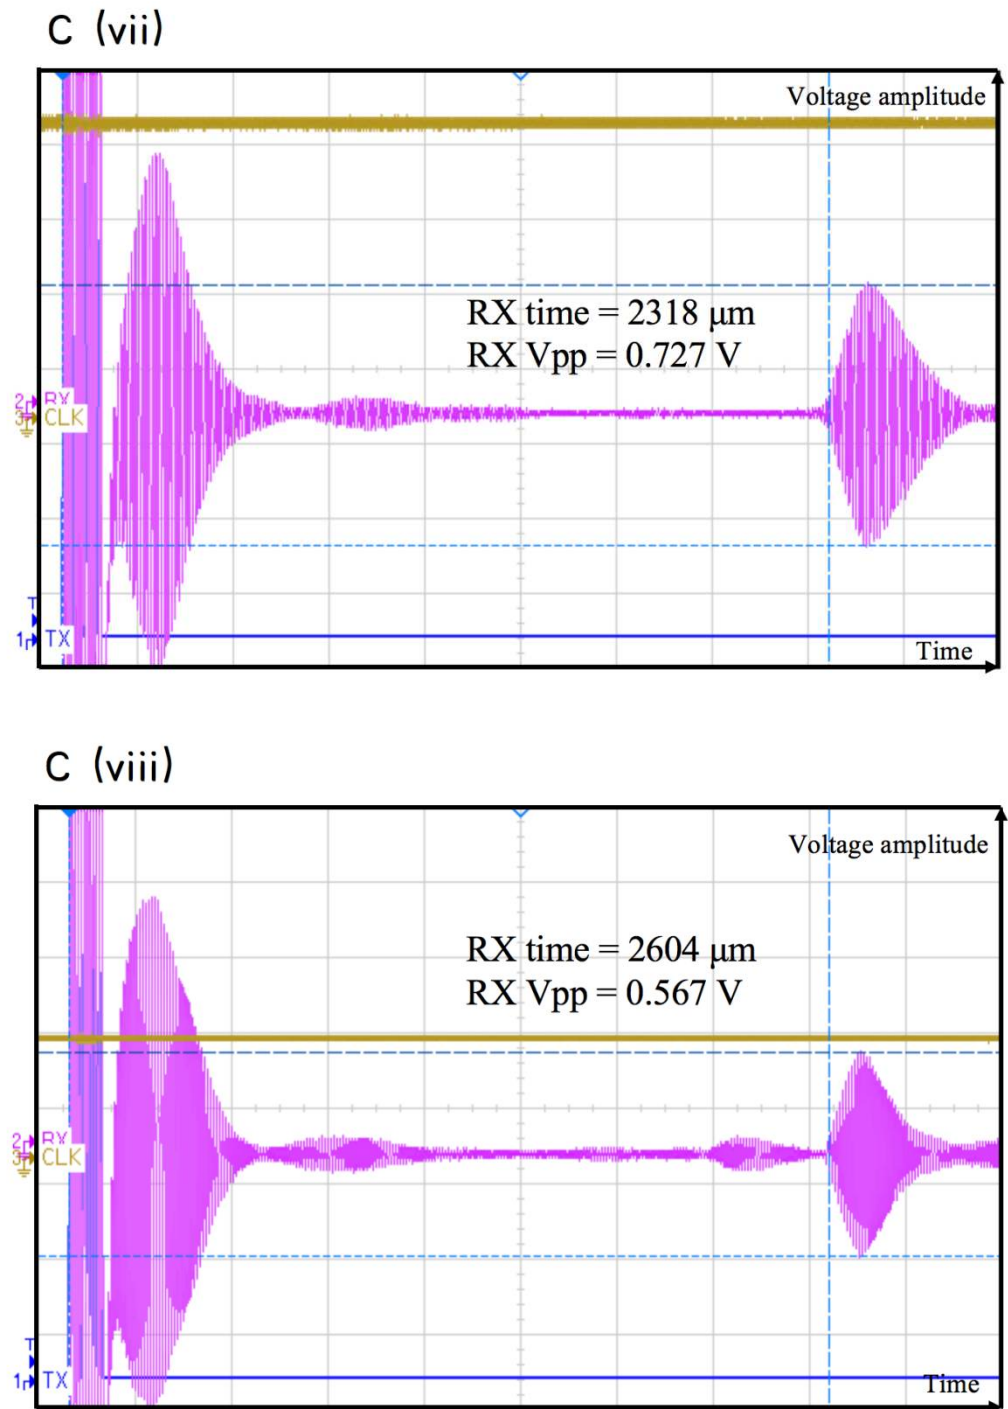 C (vii)
Voltage amplitude
RX time = 2318 μm
RX Vpp = 0.727 V
2 RX
3 CLK
T
1 TX
Time
C (viii)
Voltage amplitude
RX time = 2604 μm
RX Vpp = 0.567 V
2 RX
3 CLK
T
1 TX
Time